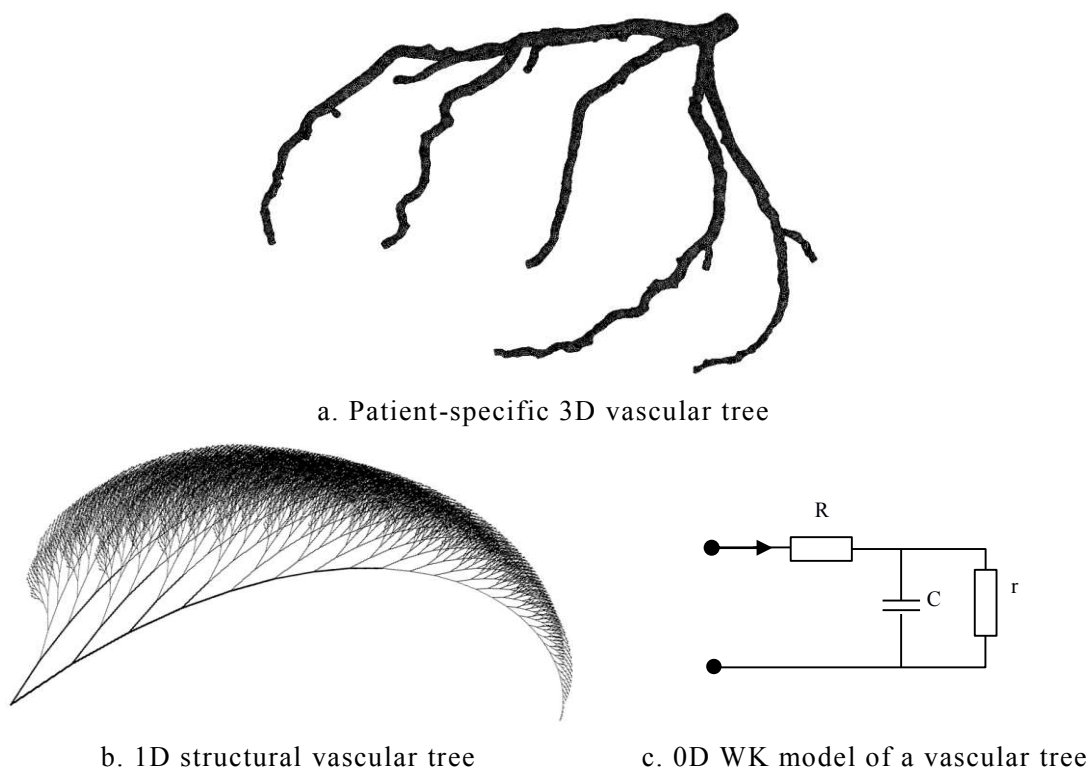 a. Patient-specific 3D vascular tree
R
C
r
b. 1D structural vascular tree
c. 0D WK model of a vascular tree